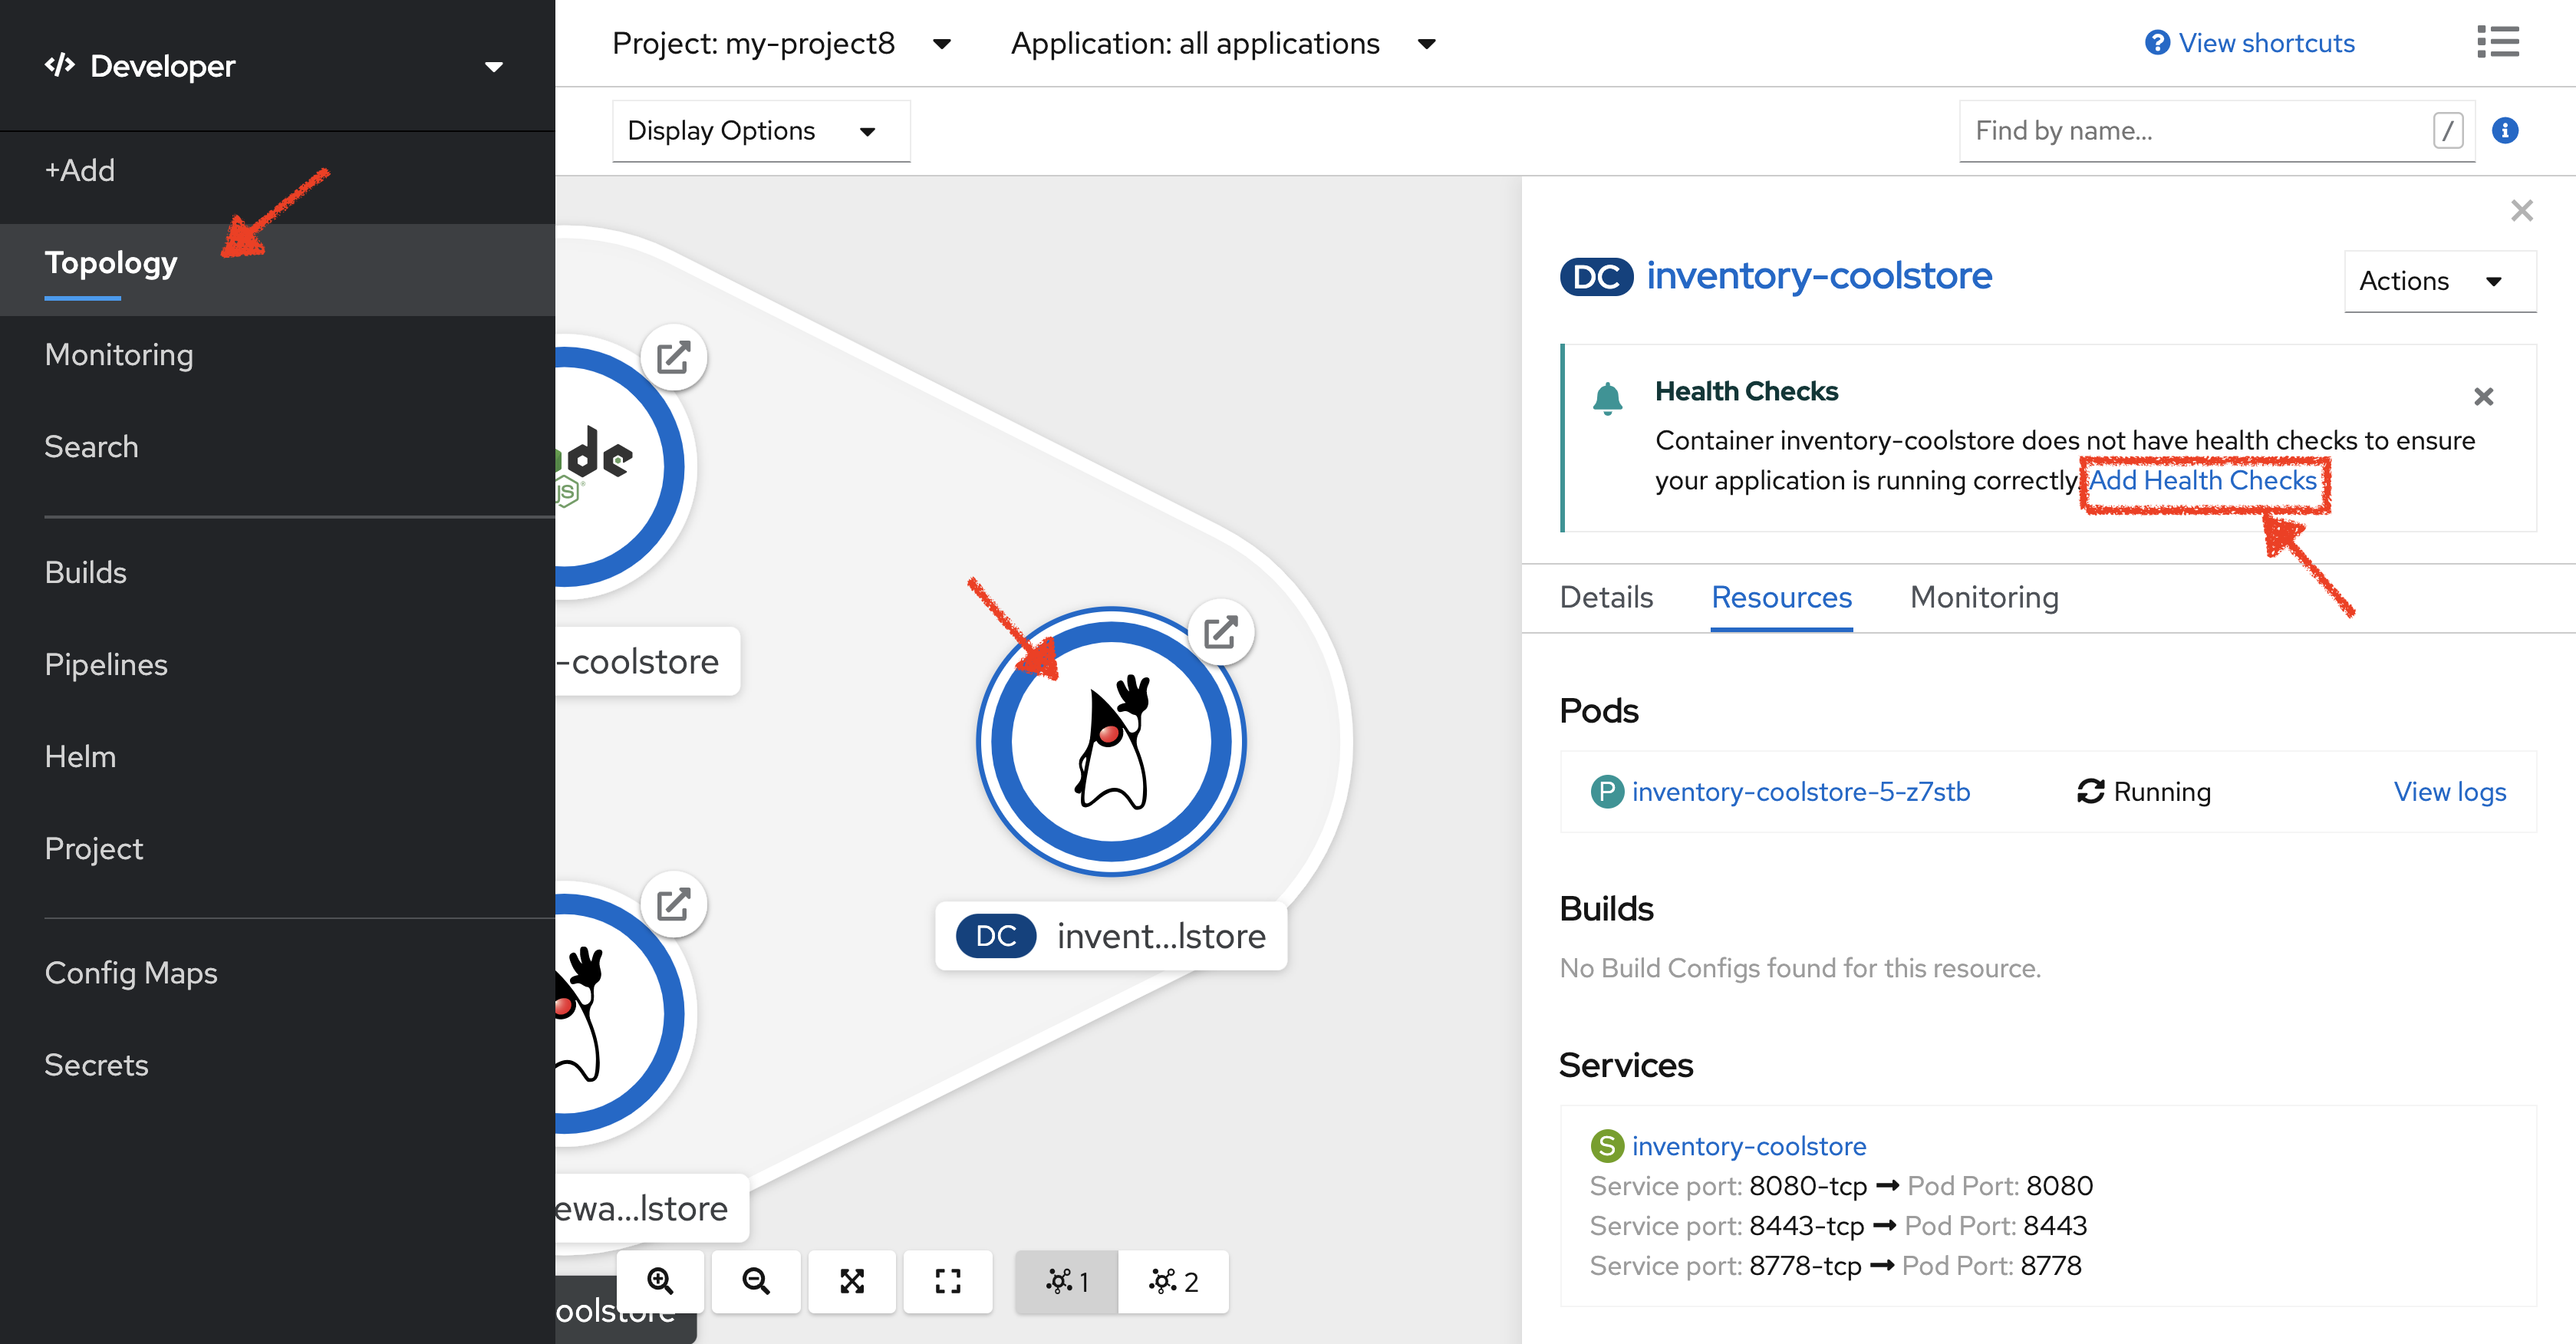 Developer
+Add
Topology
Monitoring
Search
Builds
Pipelines
Helm
Project
Config Maps
Secrets
Project: my-project8
Application: all applications
View shortcuts
Display Options
Find by name...
/
de
JS
-coolstore
DC invent...lstore
ewa...lstore
oolstore
1
2
DC inventory-coolstore
Actions
Health Checks
Container inventory-coolstore does not have health checks to ensure
your application is running correctly. Add Health Checks
Details
Resources
Monitoring
Pods
P inventory-coolstore-5-z7stb
Running
View logs
Builds
No Build Configs found for this resource.
Services
S inventory-coolstore
Service port: 8080-tcp → Pod Port: 8080
Service port: 8443-tcp → Pod Port: 8443
Service port: 8778-tcp → Pod Port: 8778